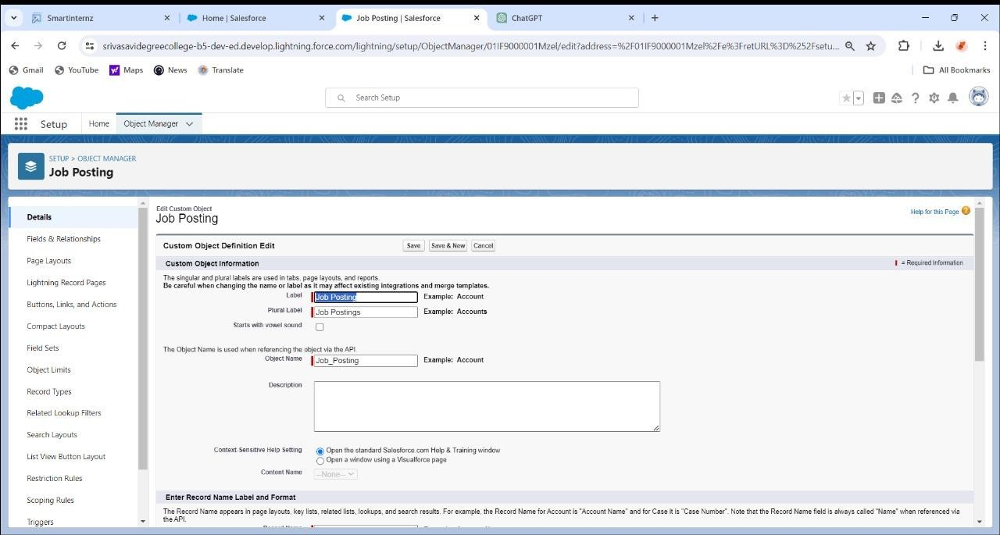 Smartinternz
Home | Salesforce
Job Posting | Salesforce
ChatGPT
srivasavidegreecollege-b5-dev-ed.develop.lightning.force.com/lightning/setup/ObjectManager/01IF9000001Mzel/edit?address=%2F01IF9000001Mzel%2Fe%3FretURL%3D%252Fsetu...
Gmail
YouTube
Maps
News
Translate
All Bookmarks
Search Setup
Setup
Home
Object Manager
SETUP > OBJECT MANAGER
Job Posting
Details
Fields & Relationships
Page Layouts
Lightning Record Pages
Buttons, Links, and Actions
Compact Layouts
Field Sets
Object Limits
Record Types
Related Lookup Filters
Search Layouts
List View Button Layout
Restriction Rules
Scoping Rules
Triggers
Edit Custom Object
Job Posting
Help for this Page
Custom Object Definition Edit
Save
Save & New
Cancel
Custom Object Information
= Required Information
The singular and plural labels are used in tabs, page layouts, and reports.
Be careful when changing the name or label as it may affect existing integrations and merge templates.
Label Job Posting Example: Account
Plural Label Job Postings Example: Accounts
Starts with vowel sound
The Object Name is used when referencing the object via the API.
Object Name Job_Posting Example: Account
Description
Context-Sensitive Help Setting Open the standard Salesforce.com Help & Training window
Open a window using a Visualforce page
Content Name --None--
Enter Record Name Label and Format
The Record Name appears in page layouts, key lists, related lists, lookups, and search results. For example, the Record Name for Account is "Account Name" and for Case it is "Case Number". Note that the Record Name field is always called "Name" when referenced via
the API.